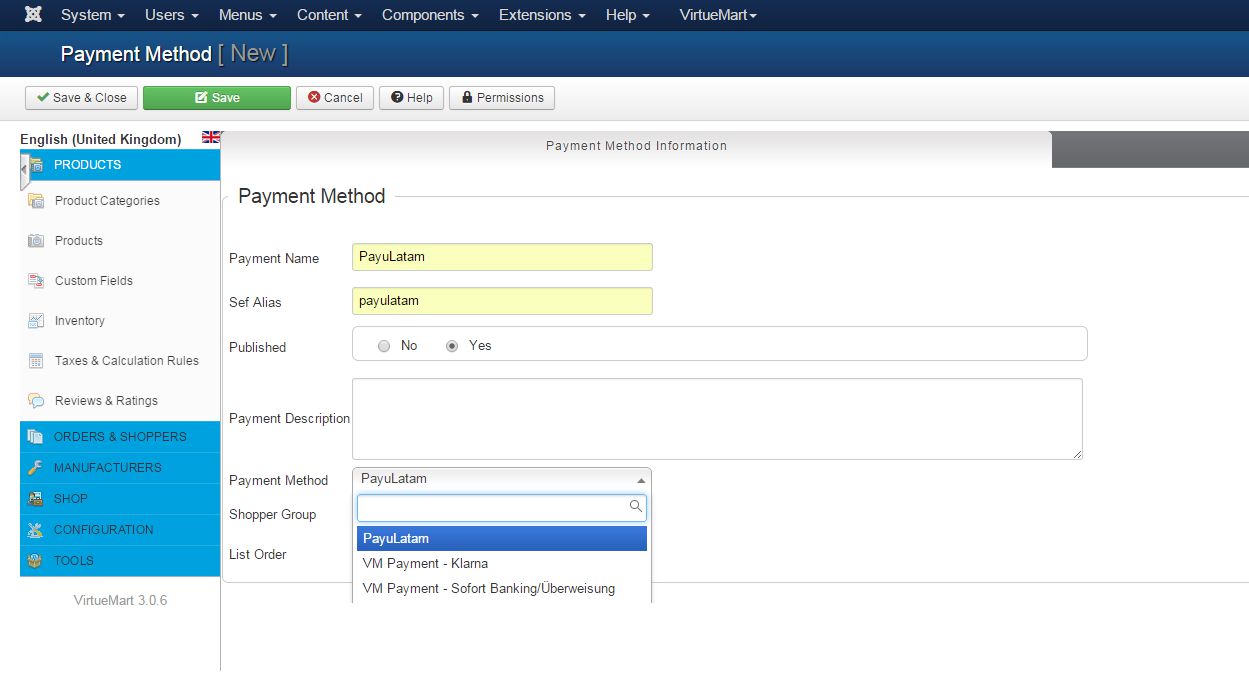 System Users Menus Content Components Extensions Help VirtueMart
Payment Method [ New ]
Save & Close Save Cancel Help Permissions
English (United Kingdom)
PRODUCTS
Product Categories
Products
Custom Fields
Inventory
Taxes & Calculation Rules
Reviews & Ratings
ORDERS & SHOPPERS
MANUFACTURERS
SHOP
CONFIGURATION
TOOLS
VirtueMart 3.0.6
Payment Method Information
Payment Method
Payment Name PayuLatam
Sef Alias payulatam
Published No Yes
Payment Description
Payment Method PayuLatam
Shopper Group
List Order
PayuLatam
VM Payment - Klarna
VM Payment - Sofort Banking/Überweisung